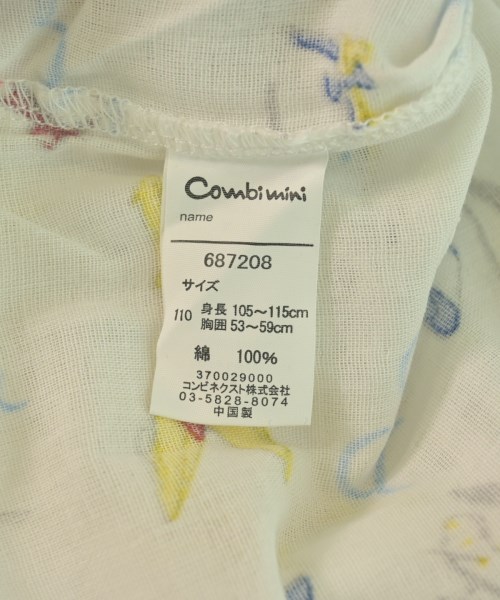 Combimini
name
687208
サイズ
110 身長 105～115cm
胸囲 53～59cm
綿 100%
370029000
コンビネクスト株式会社
03-5828-8074
中国製